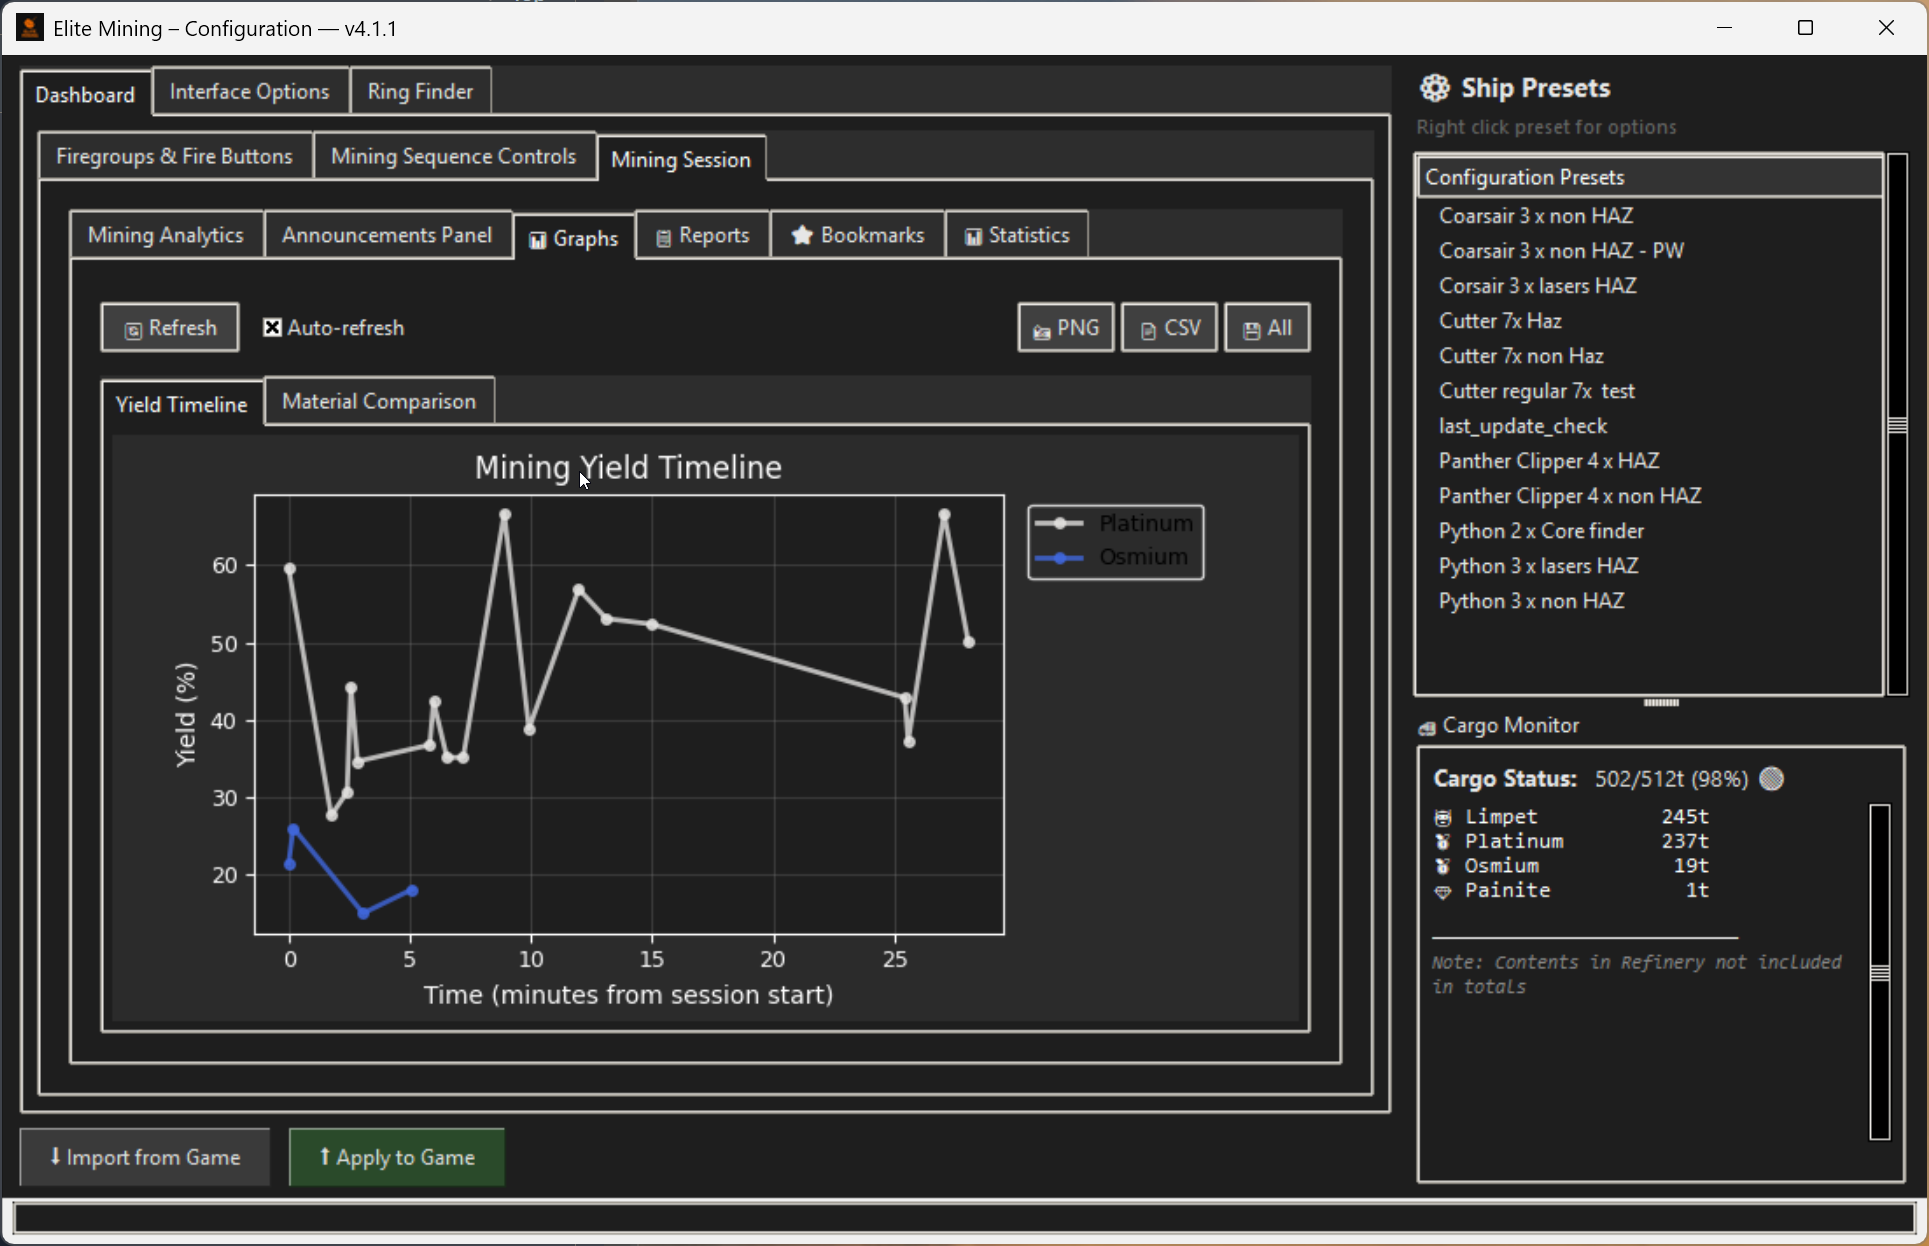 Elite Mining – Configuration — v4.1.1
Dashboard
Interface Options
Ring Finder
Firegroups & Fire Buttons
Mining Sequence Controls
Mining Session
Mining Analytics
Announcements Panel
Graphs
Reports
Bookmarks
Statistics
Refresh
Auto-refresh
PNG
CSV
All
Yield Timeline
Material Comparison
Mining Yield Timeline
Platinum
Osmium
Yield (%)
60
50
40
30
20
0
5
10
15
20
25
Time (minutes from session start)
Import from Game
Apply to Game
Ship Presets
Right click preset for options
Configuration Presets
Coarsair 3 x non HAZ
Coarsair 3 x non HAZ - PW
Corsair 3 x lasers HAZ
Cutter 7x Haz
Cutter 7x non Haz
Cutter regular 7x  test
last_update_check
Panther Clipper 4 x HAZ
Panther Clipper 4 x non HAZ
Python 2 x Core finder
Python 3 x lasers HAZ
Python 3 x non HAZ
Cargo Monitor
Cargo Status: 502/512t (98%)
Limpet 245t
Platinum 237t
Osmium 19t
Painite 1t
Note: Contents in Refinery not included
in totals